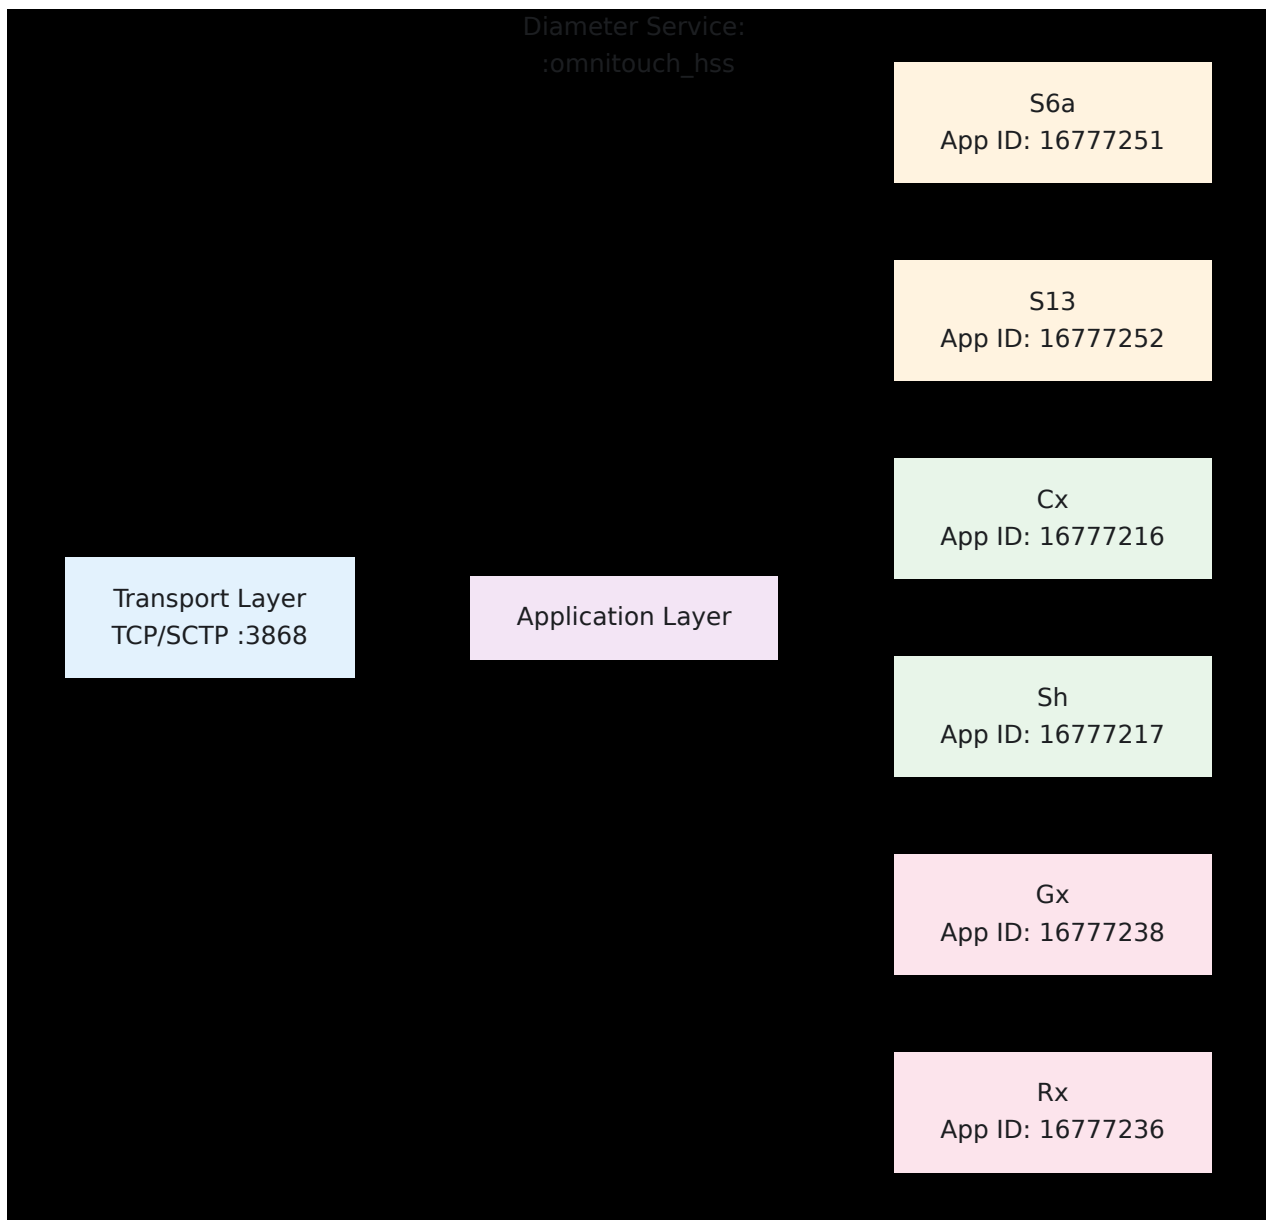 Diameter Service:
:omnitouch_hss
S6a
App ID: 16777251
S13
App ID: 16777252
Cx
App ID: 16777216
Transport Layer
TCP/SCTP :3868
Application Layer
Sh
App ID: 16777217
Gx
App ID: 16777238
Rx
App ID: 16777236